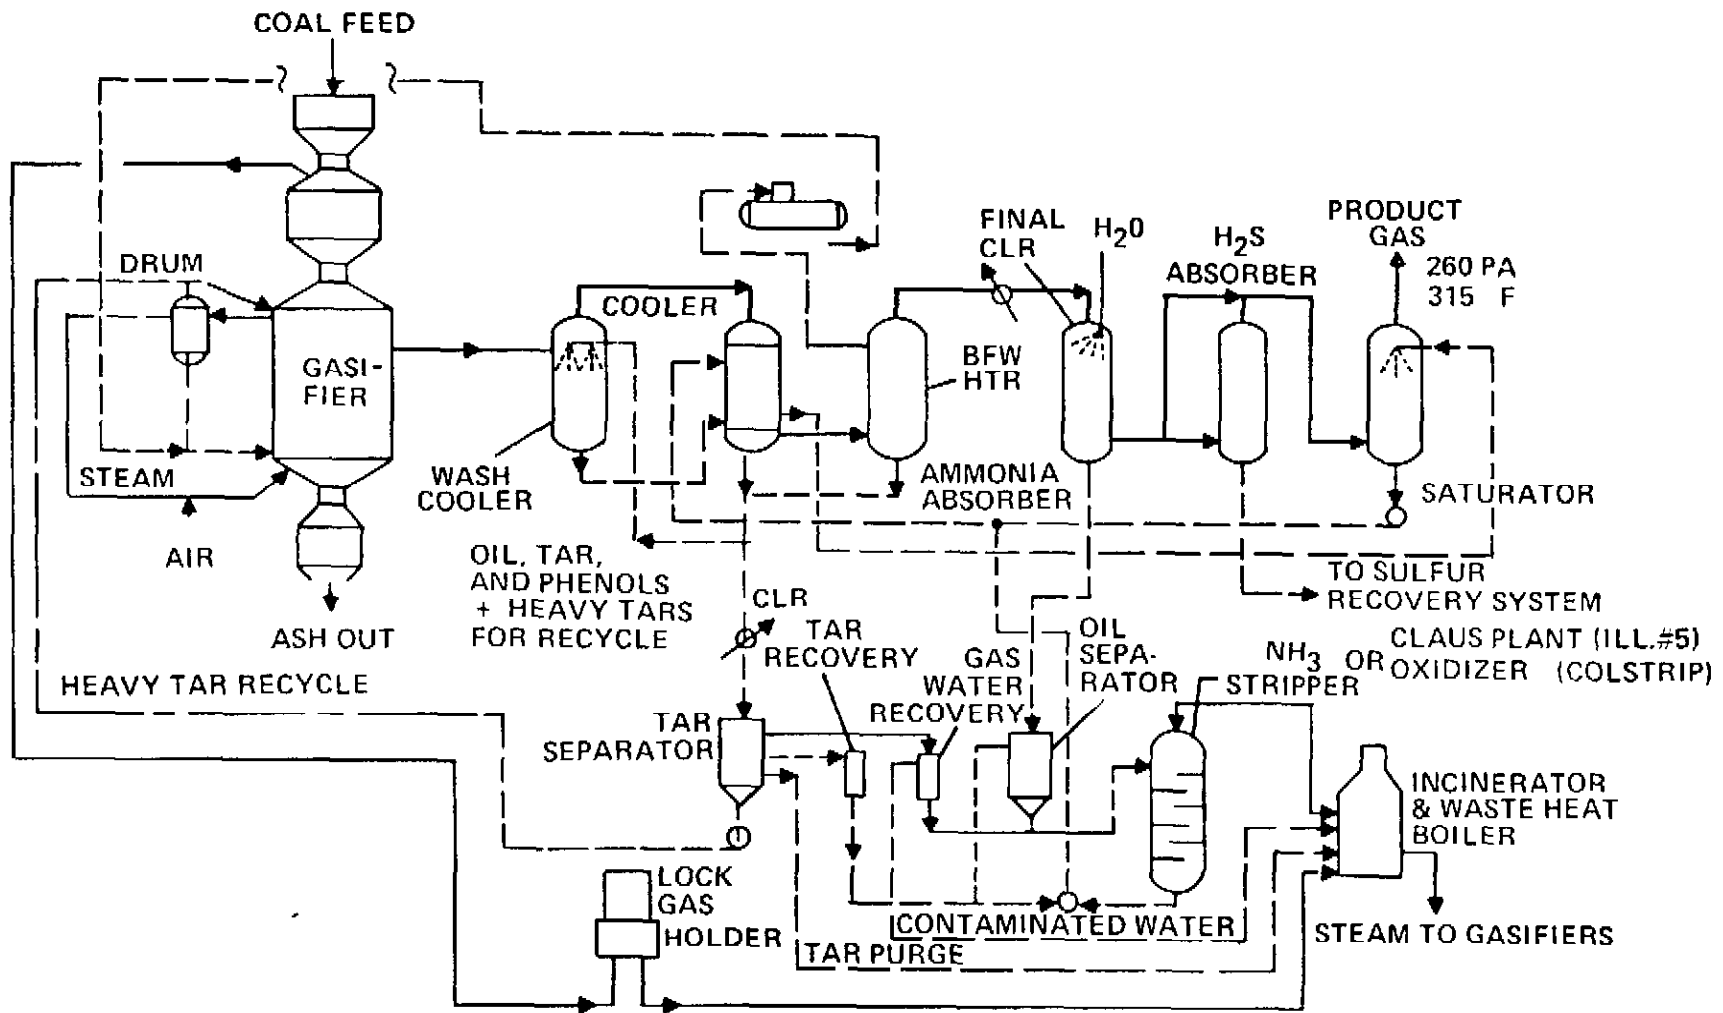 COAL FEED
DRUM
GASI-
FIER
STEAM
AIR
ASH OUT
HEAVY TAR RECYCLE
COOLER
WASH
COOLER
BFW
HTR
FINAL
CLR
H2O
H2S
ABSORBER
PRODUCT
GAS
260 PA
315 F
AMMONIA
ABSORBER
SATURATOR
OIL, TAR,
AND PHENOLS
+ HEAVY TARS
FOR RECYCLE
CLR
TAR
RECOVERY
GAS
WATER
RECOVERY
OIL
SEPA-
RATOR
TO SULFUR
RECOVERY SYSTEM
OR CLAUS PLANT (ILL.#5)
OXIDIZER (COLSTRIP)
NH3
STRIPPER
TAR
SEPARATOR
INCINERATOR
& WASTE HEAT
BOILER
LOCK
GAS
HOLDER
CONTAMINATED WATER
TAR PURGE
STEAM TO GASIFIERS